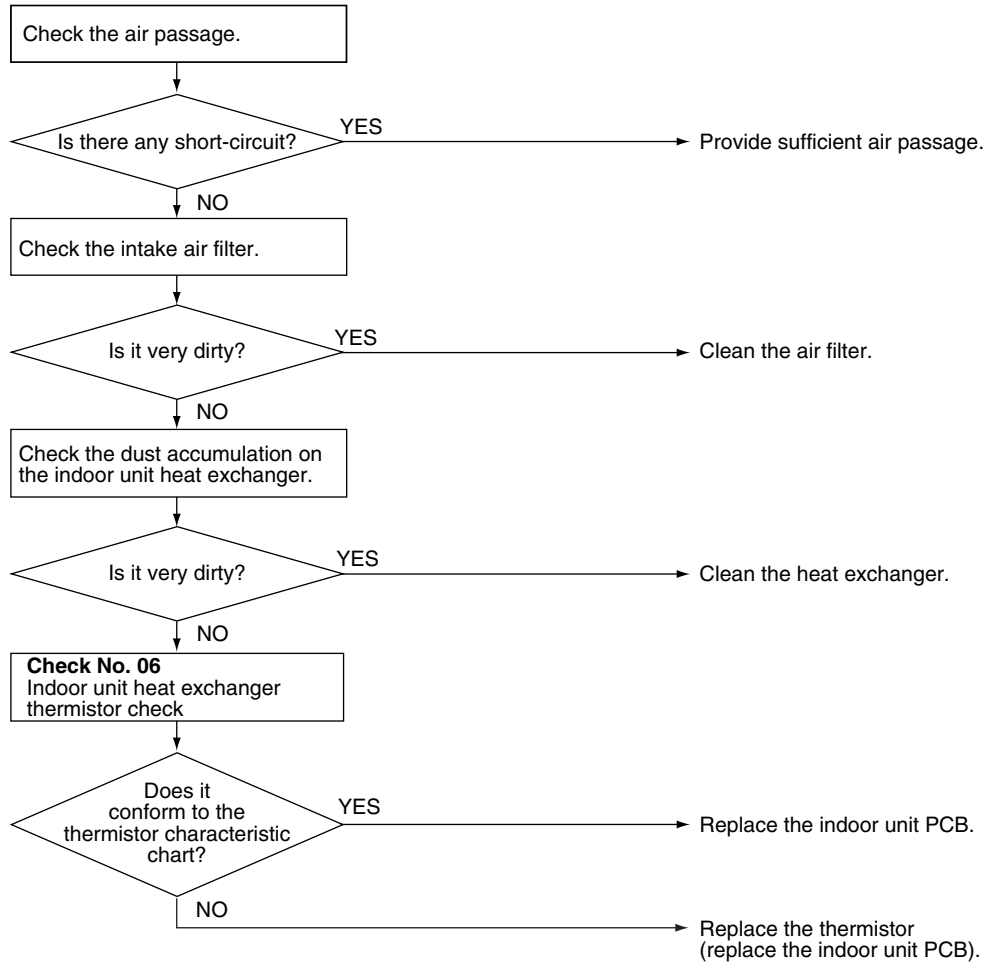 Check the air passage.
Is there any short-circuit?
YES
Provide sufficient air passage.
NO
Check the intake air filter.
Is it very dirty?
YES
Clean the air filter.
NO
Check the dust accumulation on
the indoor unit heat exchanger.
Is it very dirty?
YES
Clean the heat exchanger.
NO
Check No. 06
Indoor unit heat exchanger
thermistor check
Does it
conform to the
thermistor characteristic
chart?
YES
Replace the indoor unit PCB.
NO
Replace the thermistor
(replace the indoor unit PCB).